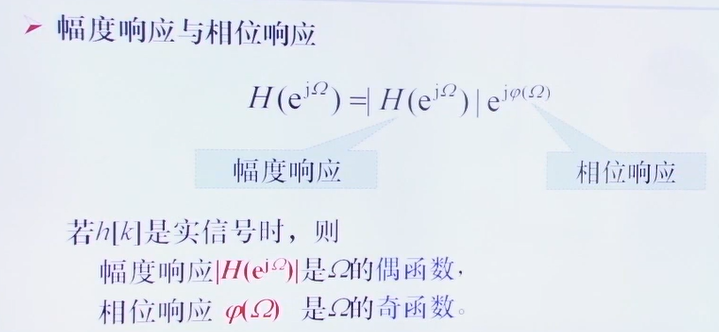 幅度响应与相位响应
H(e^{jΩ}) =| H(e^{jΩ}) | e^{jφ(Ω)}
幅度响应 相位响应
若h[k]是实信号时，则
幅度响应|H(e^{jΩ})|是Ω的偶函数，
相位响应 φ(Ω) 是Ω的奇函数。